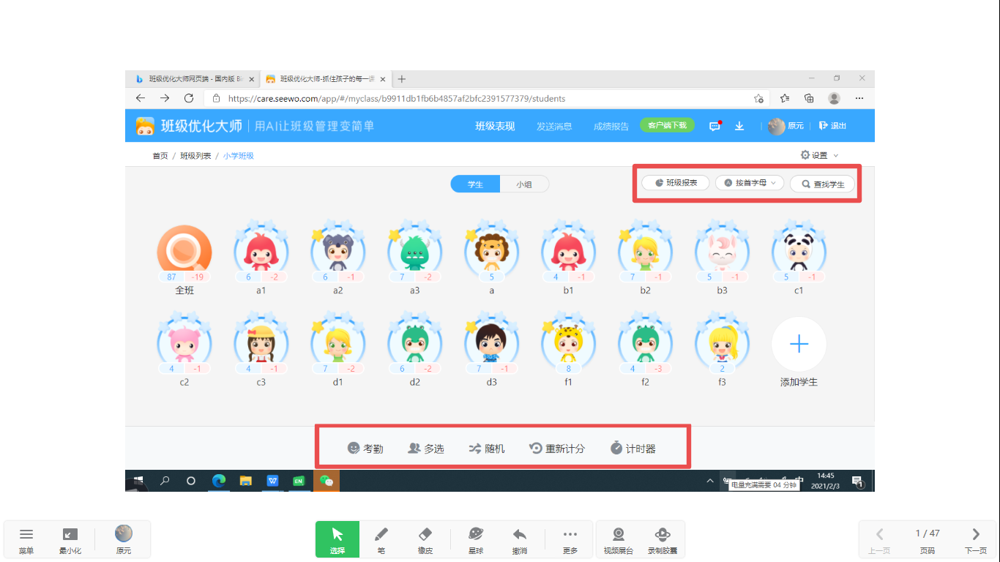 班级优化大师网页端 - 国内版 Bi
班级优化大师-抓住孩子的每一
https://care.seewo.com/app/#/myclass/b9911db1fb6b4857af2bfc2391577379/students
班级优化大师 | 用AI让班级管理变简单
班级表现 发送消息 成绩报告 客户端下载 原元 退出
首页 / 班级列表 / 小学班级
设置
学生 小组
班级报表 A 按首字母 查找学生
87 -19 6 -2 6 -1 7 -2 5 4 -1 7 -1 5 -1 5 -1
全班 a1 a2 a3 a b1 b2 b3 c1
4 -1 4 -1 7 -2 6 -2 7 -1 8 4 -3 2
c2 c3 d1 d2 d3 f1 f2 f3 添加学生
考勤 多选 随机 重新计分 计时器
W EN 中 14:45
电量充满需要 04 分钟
2021/2/3 1
1 / 47
菜单 最小化 原元 选择 笔 橡皮 星球 撤消 更多 视频展台 录制胶囊 上一页 页码 下一页